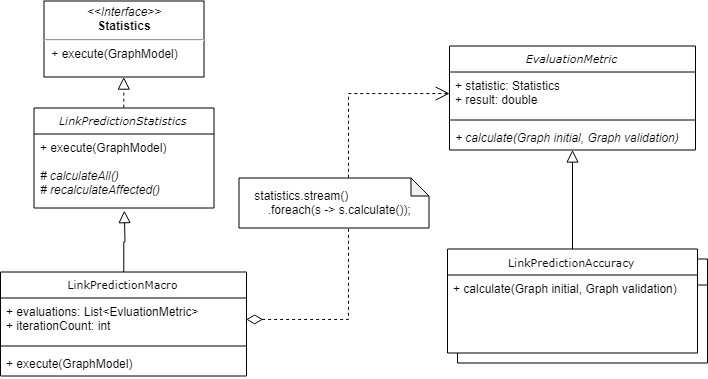 <<Interface>>
Statistics
+ execute(GraphModel)
LinkPredictionStatistics
+ execute(GraphModel)
# calculateAll()
# recalculateAffected()
LinkPredictionMacro
+ evaluations: List<EvluationMetric>
+ iterationCount: int
+ execute(GraphModel)
statistics.stream()
.foreach(s -> s.calculate());
EvaluationMetric
+ statistic: Statistics
+ result: double
+ calculate(Graph initial, Graph validation)
LinkPredictionAccuracy
+ calculate(Graph initial, Graph validation)